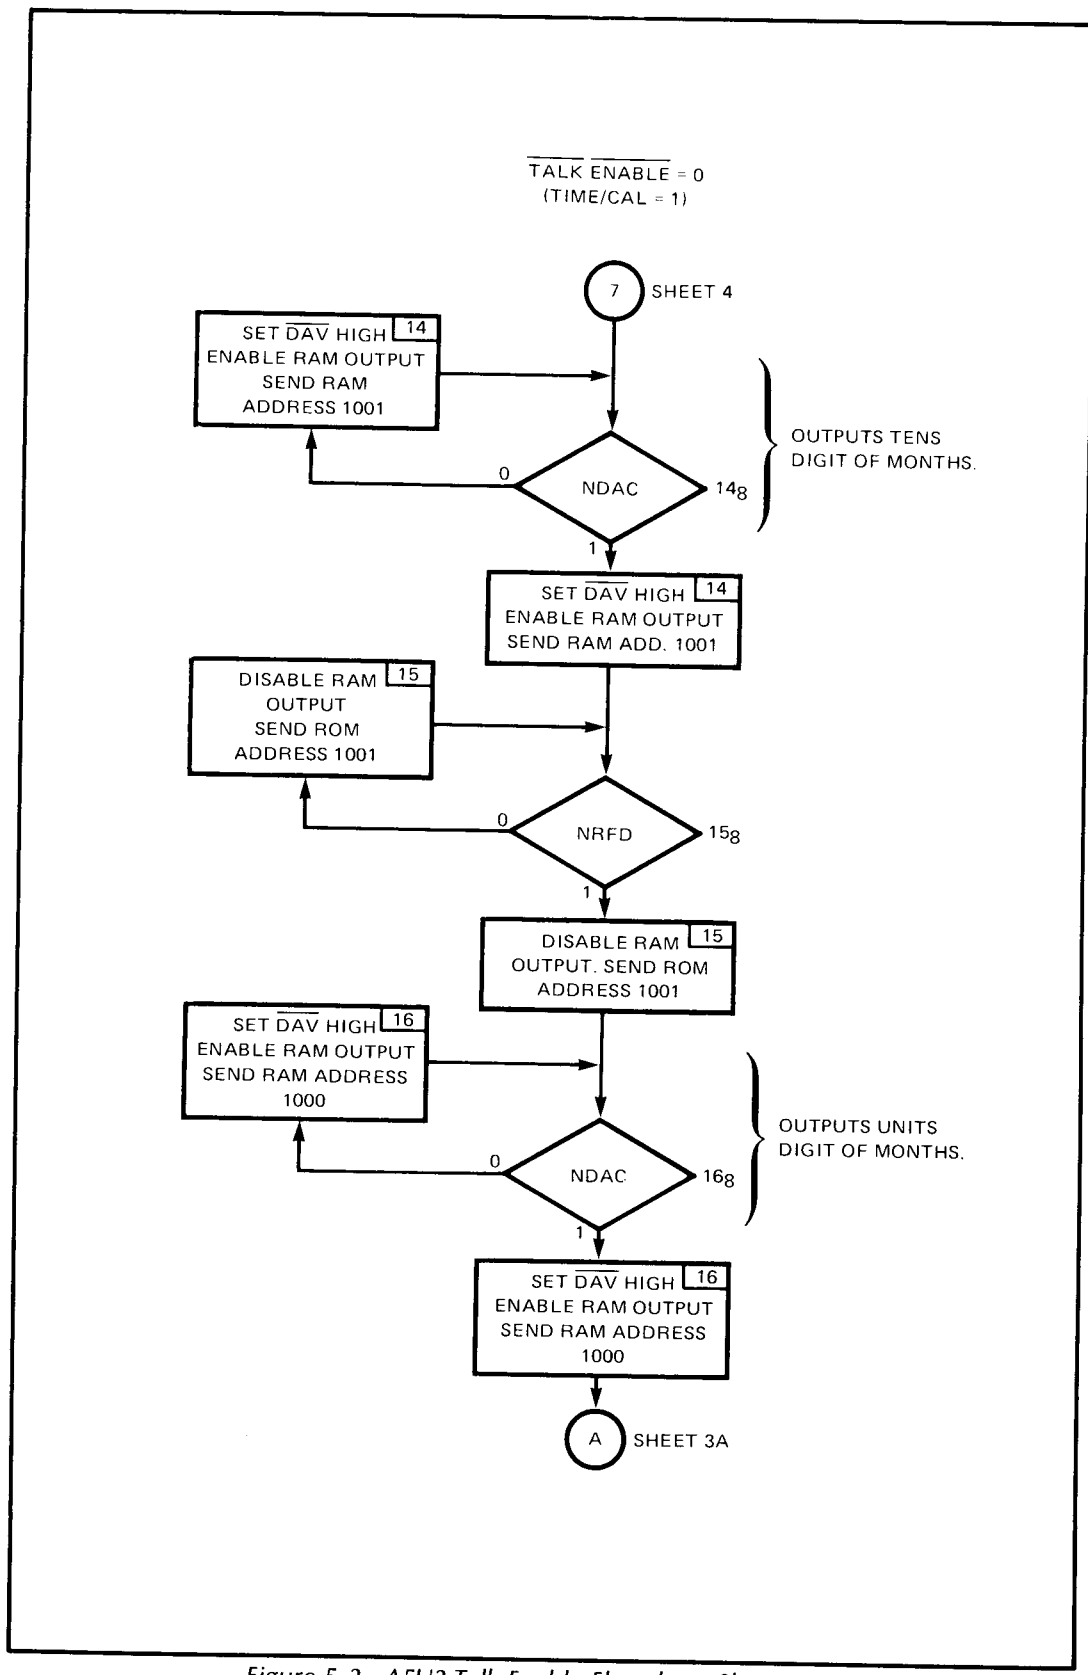 TALK ENABLE = 0
(TIME/CAL = 1)
7 SHEET 4
14
SET DAV HIGH
ENABLE RAM OUTPUT
SEND RAM
ADDRESS 1001
OUTPUTS TENS
DIGIT OF MONTHS.
0
NDAC
14₈
1
14
SET DAV HIGH
ENABLE RAM OUTPUT
SEND RAM ADD. 1001
15
DISABLE RAM
OUTPUT
SEND ROM
ADDRESS 1001
0
NRFD
15₈
1
15
DISABLE RAM
OUTPUT. SEND ROM
ADDRESS 1001
16
SET DAV HIGH
ENABLE RAM OUTPUT
SEND RAM ADDRESS
1000
OUTPUTS UNITS
DIGIT OF MONTHS.
0
NDAC
16₈
1
16
SET DAV HIGH
ENABLE RAM OUTPUT
SEND RAM ADDRESS
1000
A SHEET 3A
Talk Enable